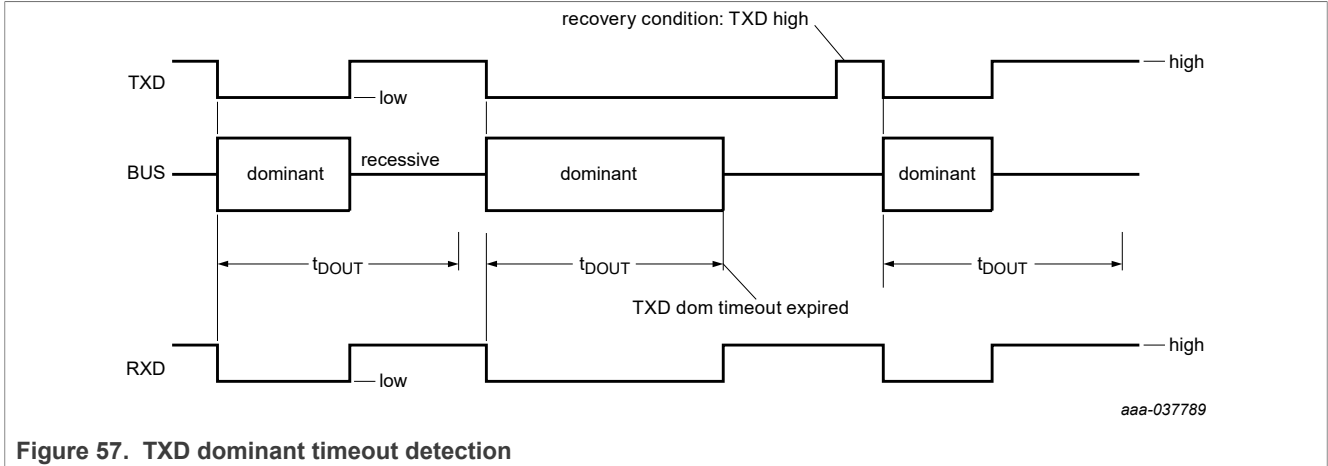 recovery condition: TXD high
TXD
high
low
BUS
dominant
recessive
dominant
dominant
tDOUT
tDOUT
tDOUT
TXD dom timeout expired
RXD
high
low
aaa-037789
Figure 57. TXD dominant timeout detection